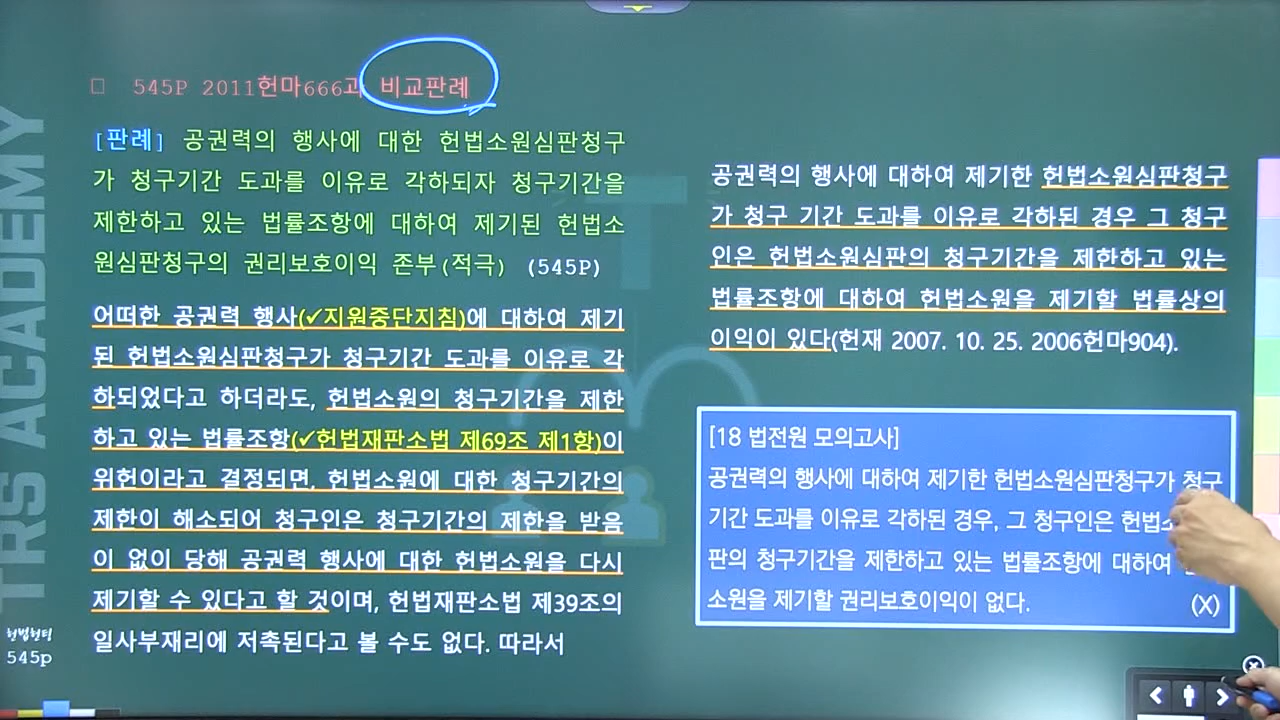 □ 545P 2011헌마666과 비교판례
[판례] 공권력의 행사에 대한 헌법소원심판청구
가 청구기간 도과를 이유로 각하되자 청구기간을
제한하고 있는 법률조항에 대하여 제기된 헌법소
원심판청구의 권리보호이익 존부(적극) (545P)
어떠한 공권력 행사(✓지원중단지침)에 대하여 제기
된 헌법소원심판청구가 청구기간 도과를 이유로 각
하되었다고 하더라도, 헌법소원의 청구기간을 제한
하고 있는 법률조항(✓헌법재판소법 제69조 제1항)이
위헌이라고 결정되면, 헌법소원에 대한 청구기간의
제한이 해소되어 청구인은 청구기간의 제한을 받음
이 없이 당해 공권력 행사에 대한 헌법소원을 다시
제기할 수 있다고 할 것이며, 헌법재판소법 제39조의
일사부재리에 저촉된다고 볼 수도 없다. 따라서
공권력의 행사에 대하여 제기한 헌법소원심판청구
가 청구 기간 도과를 이유로 각하된 경우 그 청구
인은 헌법소원심판의 청구기간을 제한하고 있는
법률조항에 대하여 헌법소원을 제기할 법률상의
이익이 있다(헌재 2007. 10. 25. 2006헌마904).
[18 법전원 모의고사]
공권력의 행사에 대하여 제기한 헌법소원심판청구가 청구
기간 도과를 이유로 각하된 경우, 그 청구인은 헌법소
판의 청구기간을 제한하고 있는 법률조항에 대하여
소원을 제기할 권리보호이익이 없다. (X)
TRS ACADEMY
헌법헌터
545p